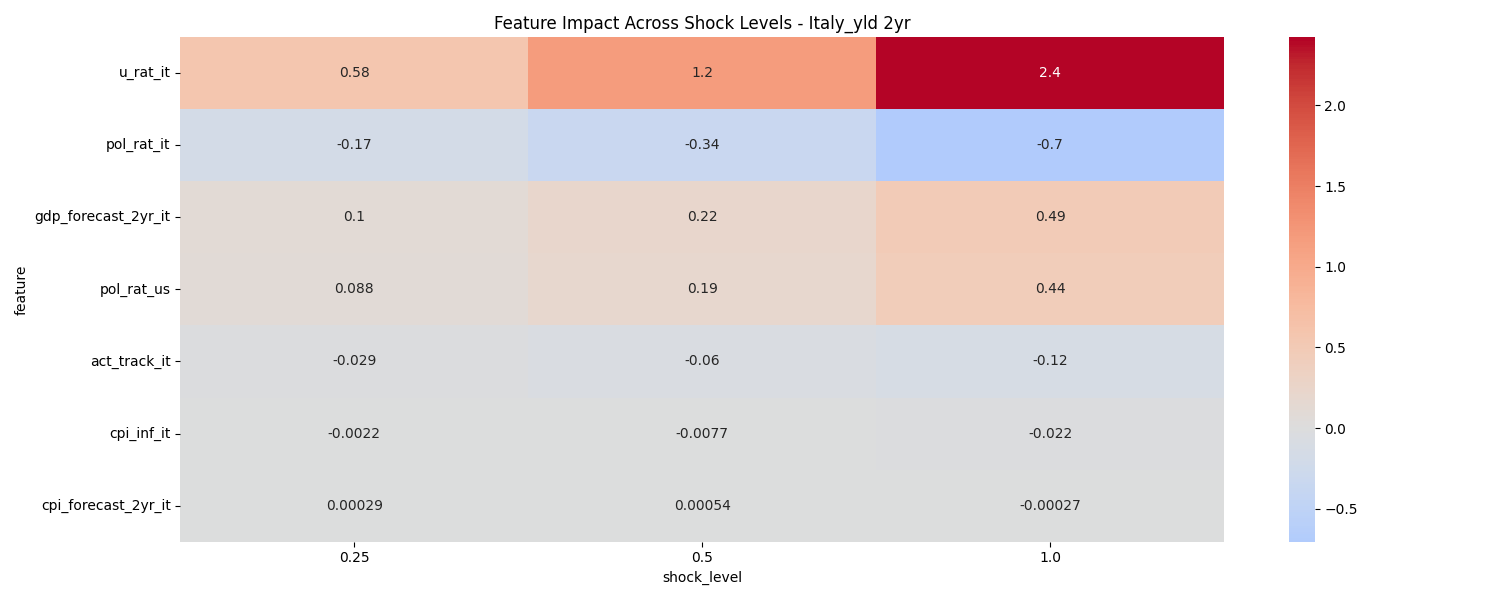 Feature Impact Across Shock Levels - Italy_yld 2yr
feature
u_rat_it 0.58 1.2 2.4
pol_rat_it -0.17 -0.34 -0.7
gdp_forecast_2yr_it 0.1 0.22 0.49
pol_rat_us 0.088 0.19 0.44
act_track_it -0.029 -0.06 -0.12
cpi_inf_it -0.0022 -0.0077 -0.022
cpi_forecast_2yr_it 0.00029 0.00054 -0.00027
0.25 0.5 1.0
shock_level
2.0
1.5
1.0
0.5
0.0
−0.5